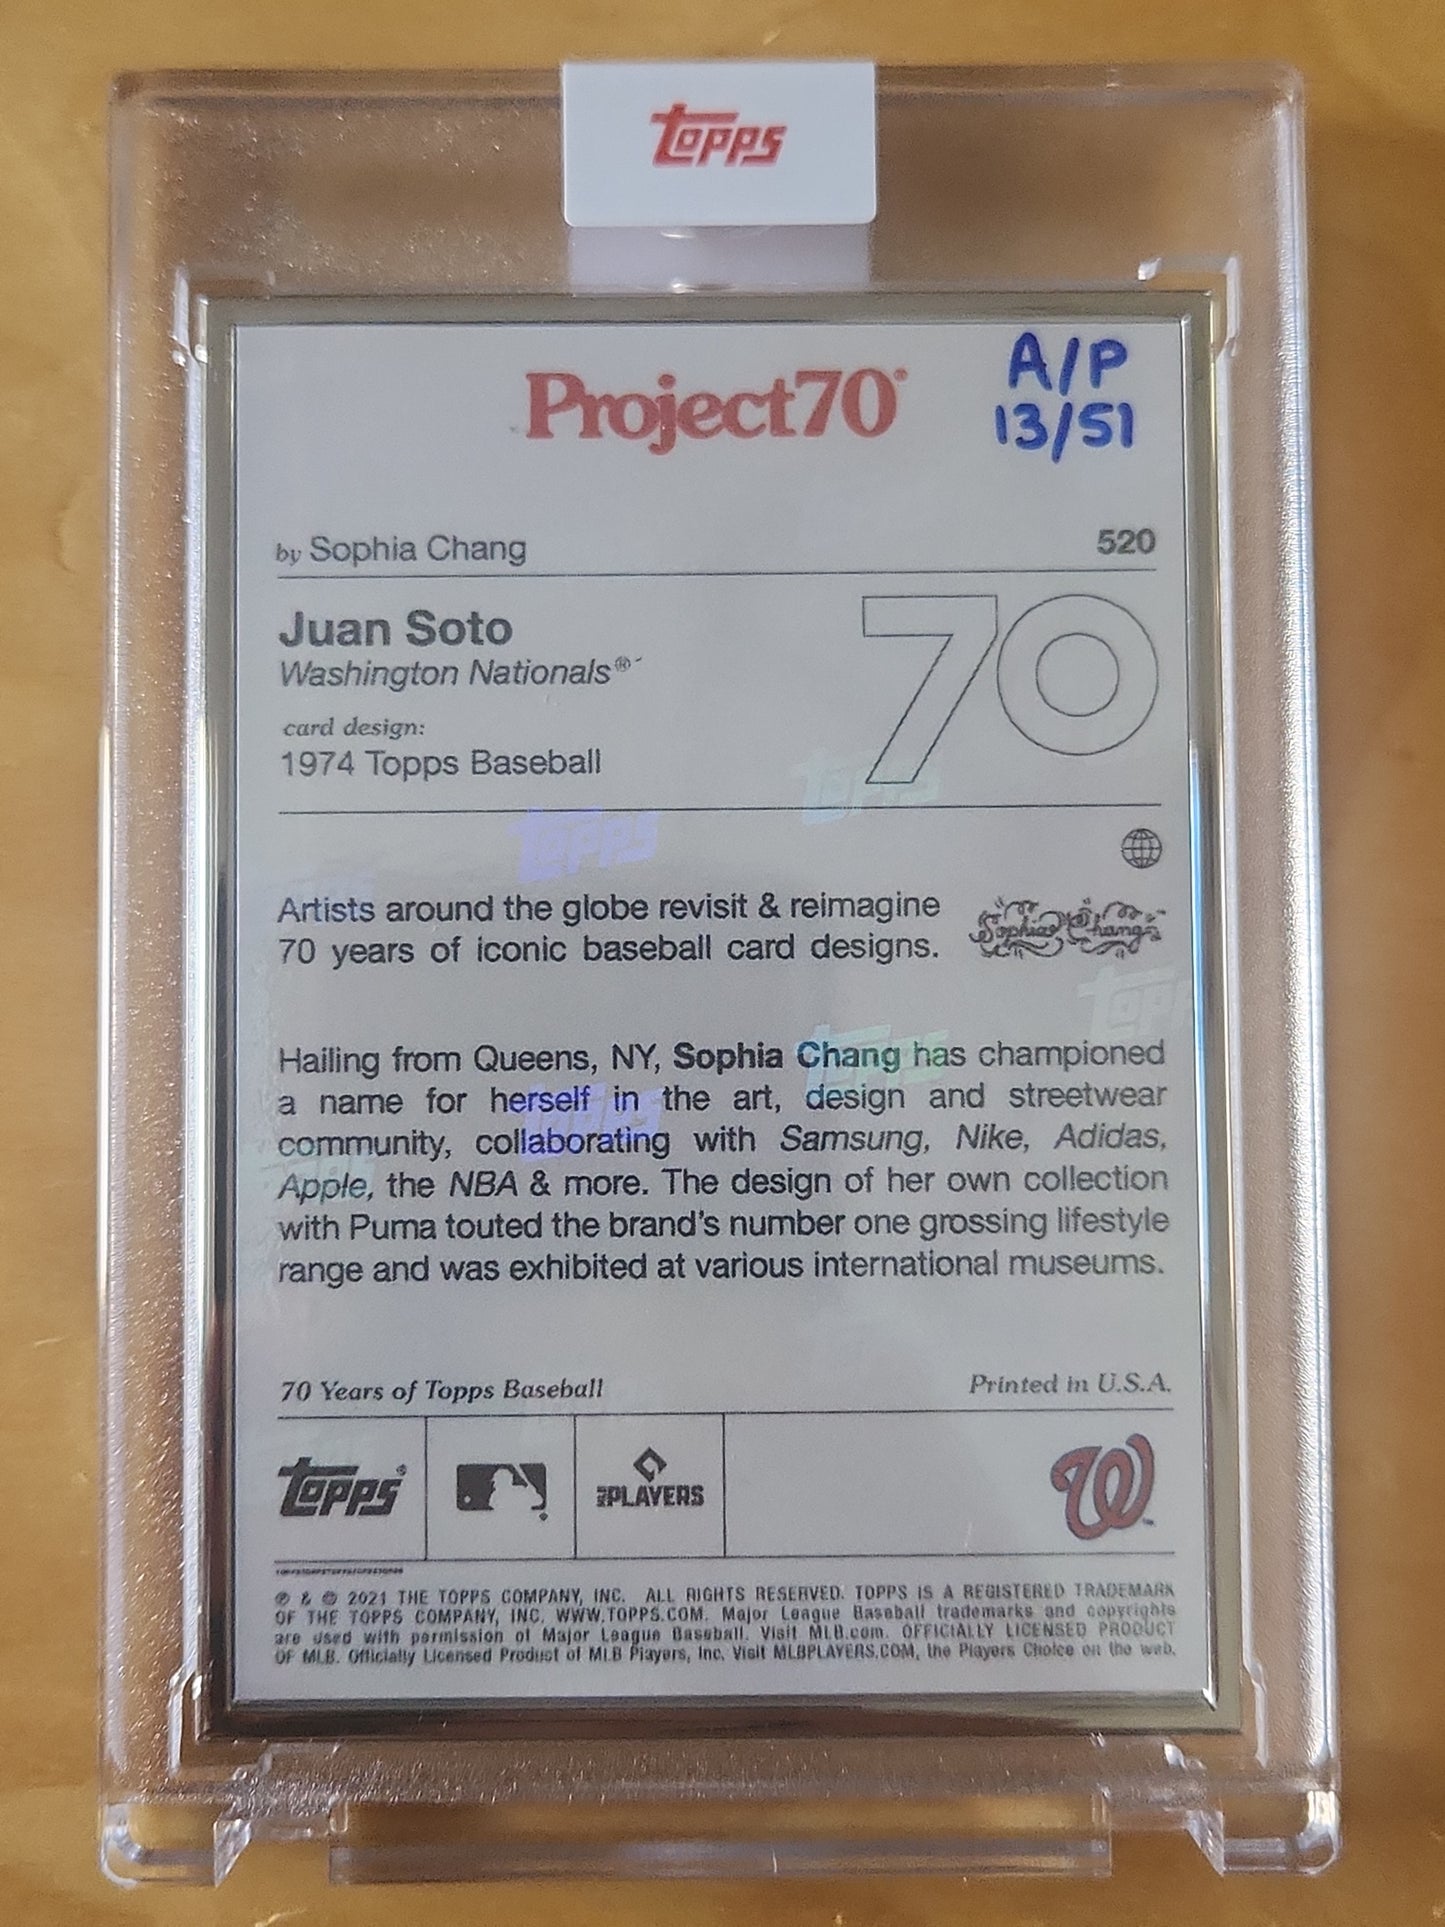 Topps
Project70®
A/P
13/51
by Sophia Chang
520
Juan Soto
Washington Nationals®
70
card design:
1974 Topps Baseball
Artists around the globe revisit & reimagine
70 years of iconic baseball card designs.
Sophia Chang
Hailing from Queens, NY, Sophia Chang has championed
a name for herself in the art, design and streetwear
community, collaborating with Samsung, Nike, Adidas,
Apple, the NBA & more. The design of her own collection
with Puma touted the brand's number one grossing lifestyle
range and was exhibited at various international museums.
70 Years of Topps Baseball
Printed in U.S.A.
Topps®
PLAYERS
W
℗ & © 2021 THE TOPPS COMPANY, INC. ALL RIGHTS RESERVED. TOPPS IS A REGISTERED TRADEMARK
OF THE TOPPS COMPANY, INC. WWW.TOPPS.COM. Major League Baseball trademarks and copyrights
are used with permission of Major League Baseball. Visit MLB.com. OFFICIALLY LICENSED PRODUCT
OF MLB. Officially Licensed Product of MLB Players, Inc. Visit MLBPLAYERS.COM, the Players Choice on the web.